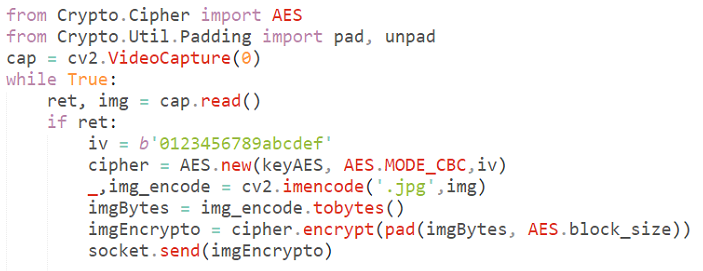 from Crypto.Cipher import AES
from Crypto.Util.Padding import pad, unpad
cap = cv2.VideoCapture(0)
while True:
    ret, img = cap.read()
    if ret:
        iv = b'0123456789abcdef'
        cipher = AES.new(keyAES, AES.MODE_CBC,iv)
        _,img_encode = cv2.imencode('.jpg',img)
        imgBytes = img_encode.tobytes()
        imgEncrypto = cipher.encrypt(pad(imgBytes, AES.block_size))
        socket.send(imgEncrypto)